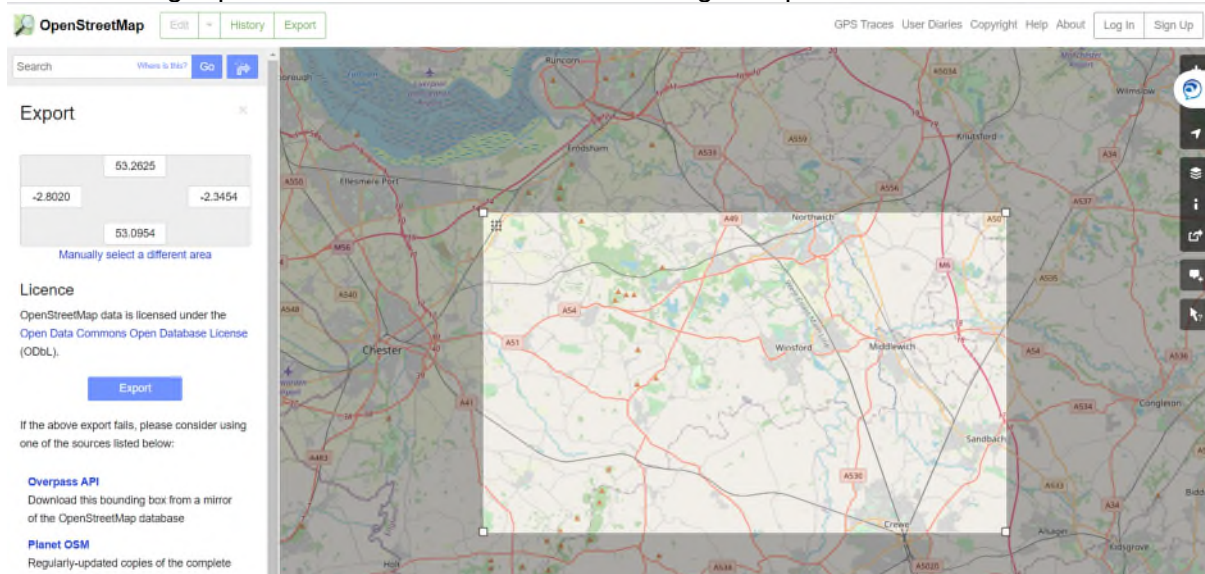 OpenStreetMap Edit History Export GPS Traces User Diaries Copyright Help About Log In Sign Up
Search Where is this? Go
Export
53.2625
-2.8020 -2.3454
53.0954
Manually select a different area
Licence
OpenStreetMap data is licensed under the
Open Data Commons Open Database License
(ODbL).
Export
If the above export fails, please consider using
one of the sources listed below:
Overpass API
Download this bounding box from a mirror
of the OpenStreetMap database
Planet OSM
Regularly-updated copies of the complete
Runcorn
A5034
Wilmslow
A559
Knutsford
Frodsham
A533
A34
Ellesmere Port
A556
A537
A49
Northwich
A50
M56
M6
A540
A535
A548
A54
A51
Chester
Winsford
Middlewich
A54
A536
A41
A534
Congleton
Sandbach
A483
A530
A533
A34
Crewe
Alsager
Kidsgrove
Holt
A5020